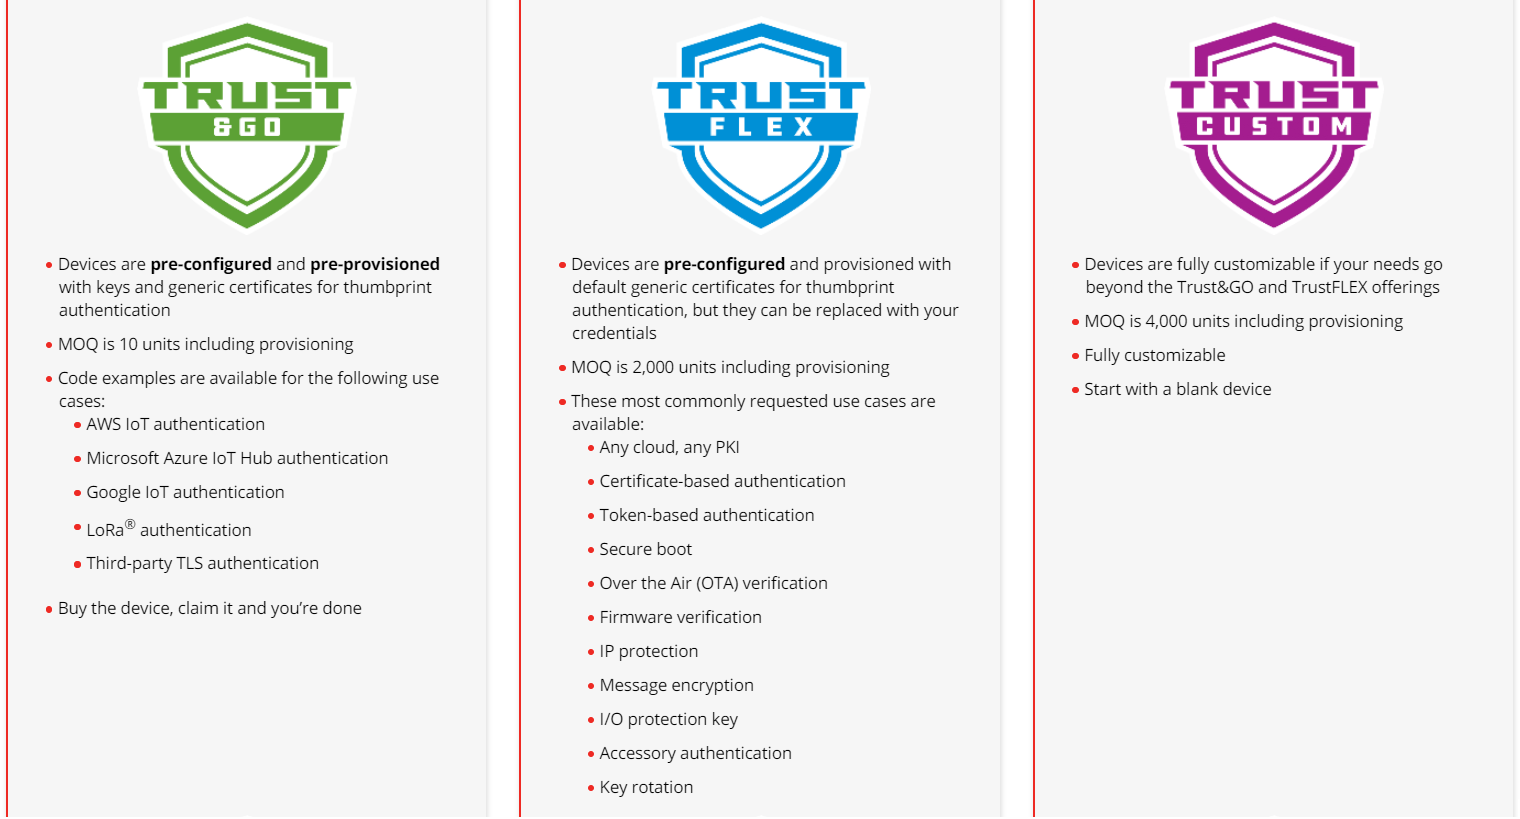 TRUST
&GO
• Devices are pre-configured and pre-provisioned
with keys and generic certificates for thumbprint
authentication
• MOQ is 10 units including provisioning
• Code examples are available for the following use
cases:
• AWS IoT authentication
• Microsoft Azure IoT Hub authentication
• Google IoT authentication
• LoRa® authentication
• Third-party TLS authentication
• Buy the device, claim it and you’re done
TRUST
FLEX
• Devices are pre-configured and provisioned with
default generic certificates for thumbprint
authentication, but they can be replaced with your
credentials
• MOQ is 2,000 units including provisioning
• These most commonly requested use cases are
available:
• Any cloud, any PKI
• Certificate-based authentication
• Token-based authentication
• Secure boot
• Over the Air (OTA) verification
• Firmware verification
• IP protection
• Message encryption
• I/O protection key
• Accessory authentication
• Key rotation
TRUST
CUSTOM
• Devices are fully customizable if your needs go
beyond the Trust&GO and TrustFLEX offerings
• MOQ is 4,000 units including provisioning
• Fully customizable
• Start with a blank device